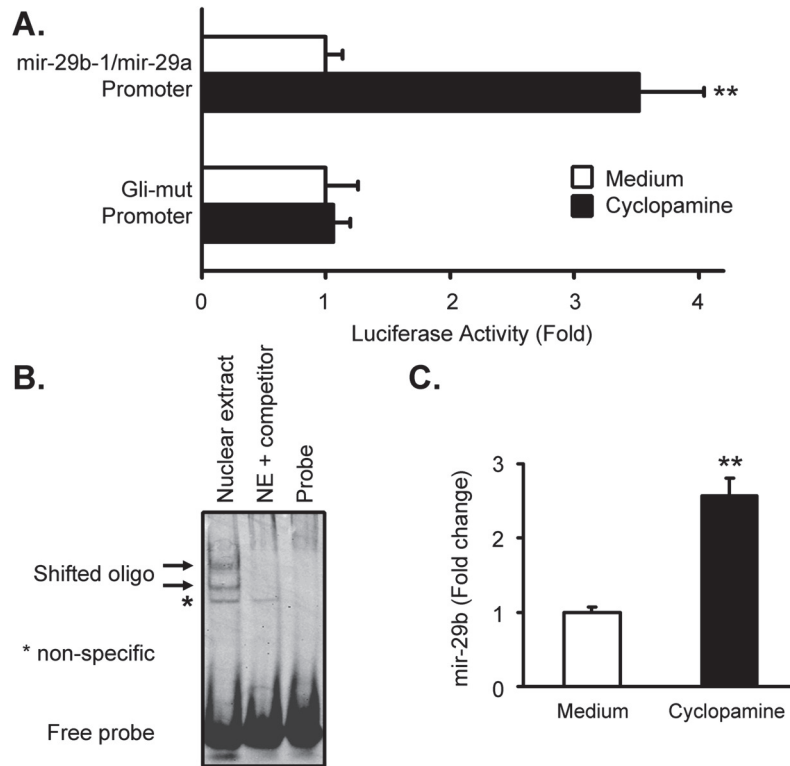 A.
mir-29b-1/mir-29a
Promoter
**
Gli-mut
Promoter
Medium
Cyclopamine
0 1 2 3 4
Luciferase Activity (Fold)
B.
Nuclear extract
NE + competitor
Probe
Shifted oligo
*
* non-specific
Free probe
C.
mir-29b (Fold change)
3
2
1
0
**
Medium Cyclopamine